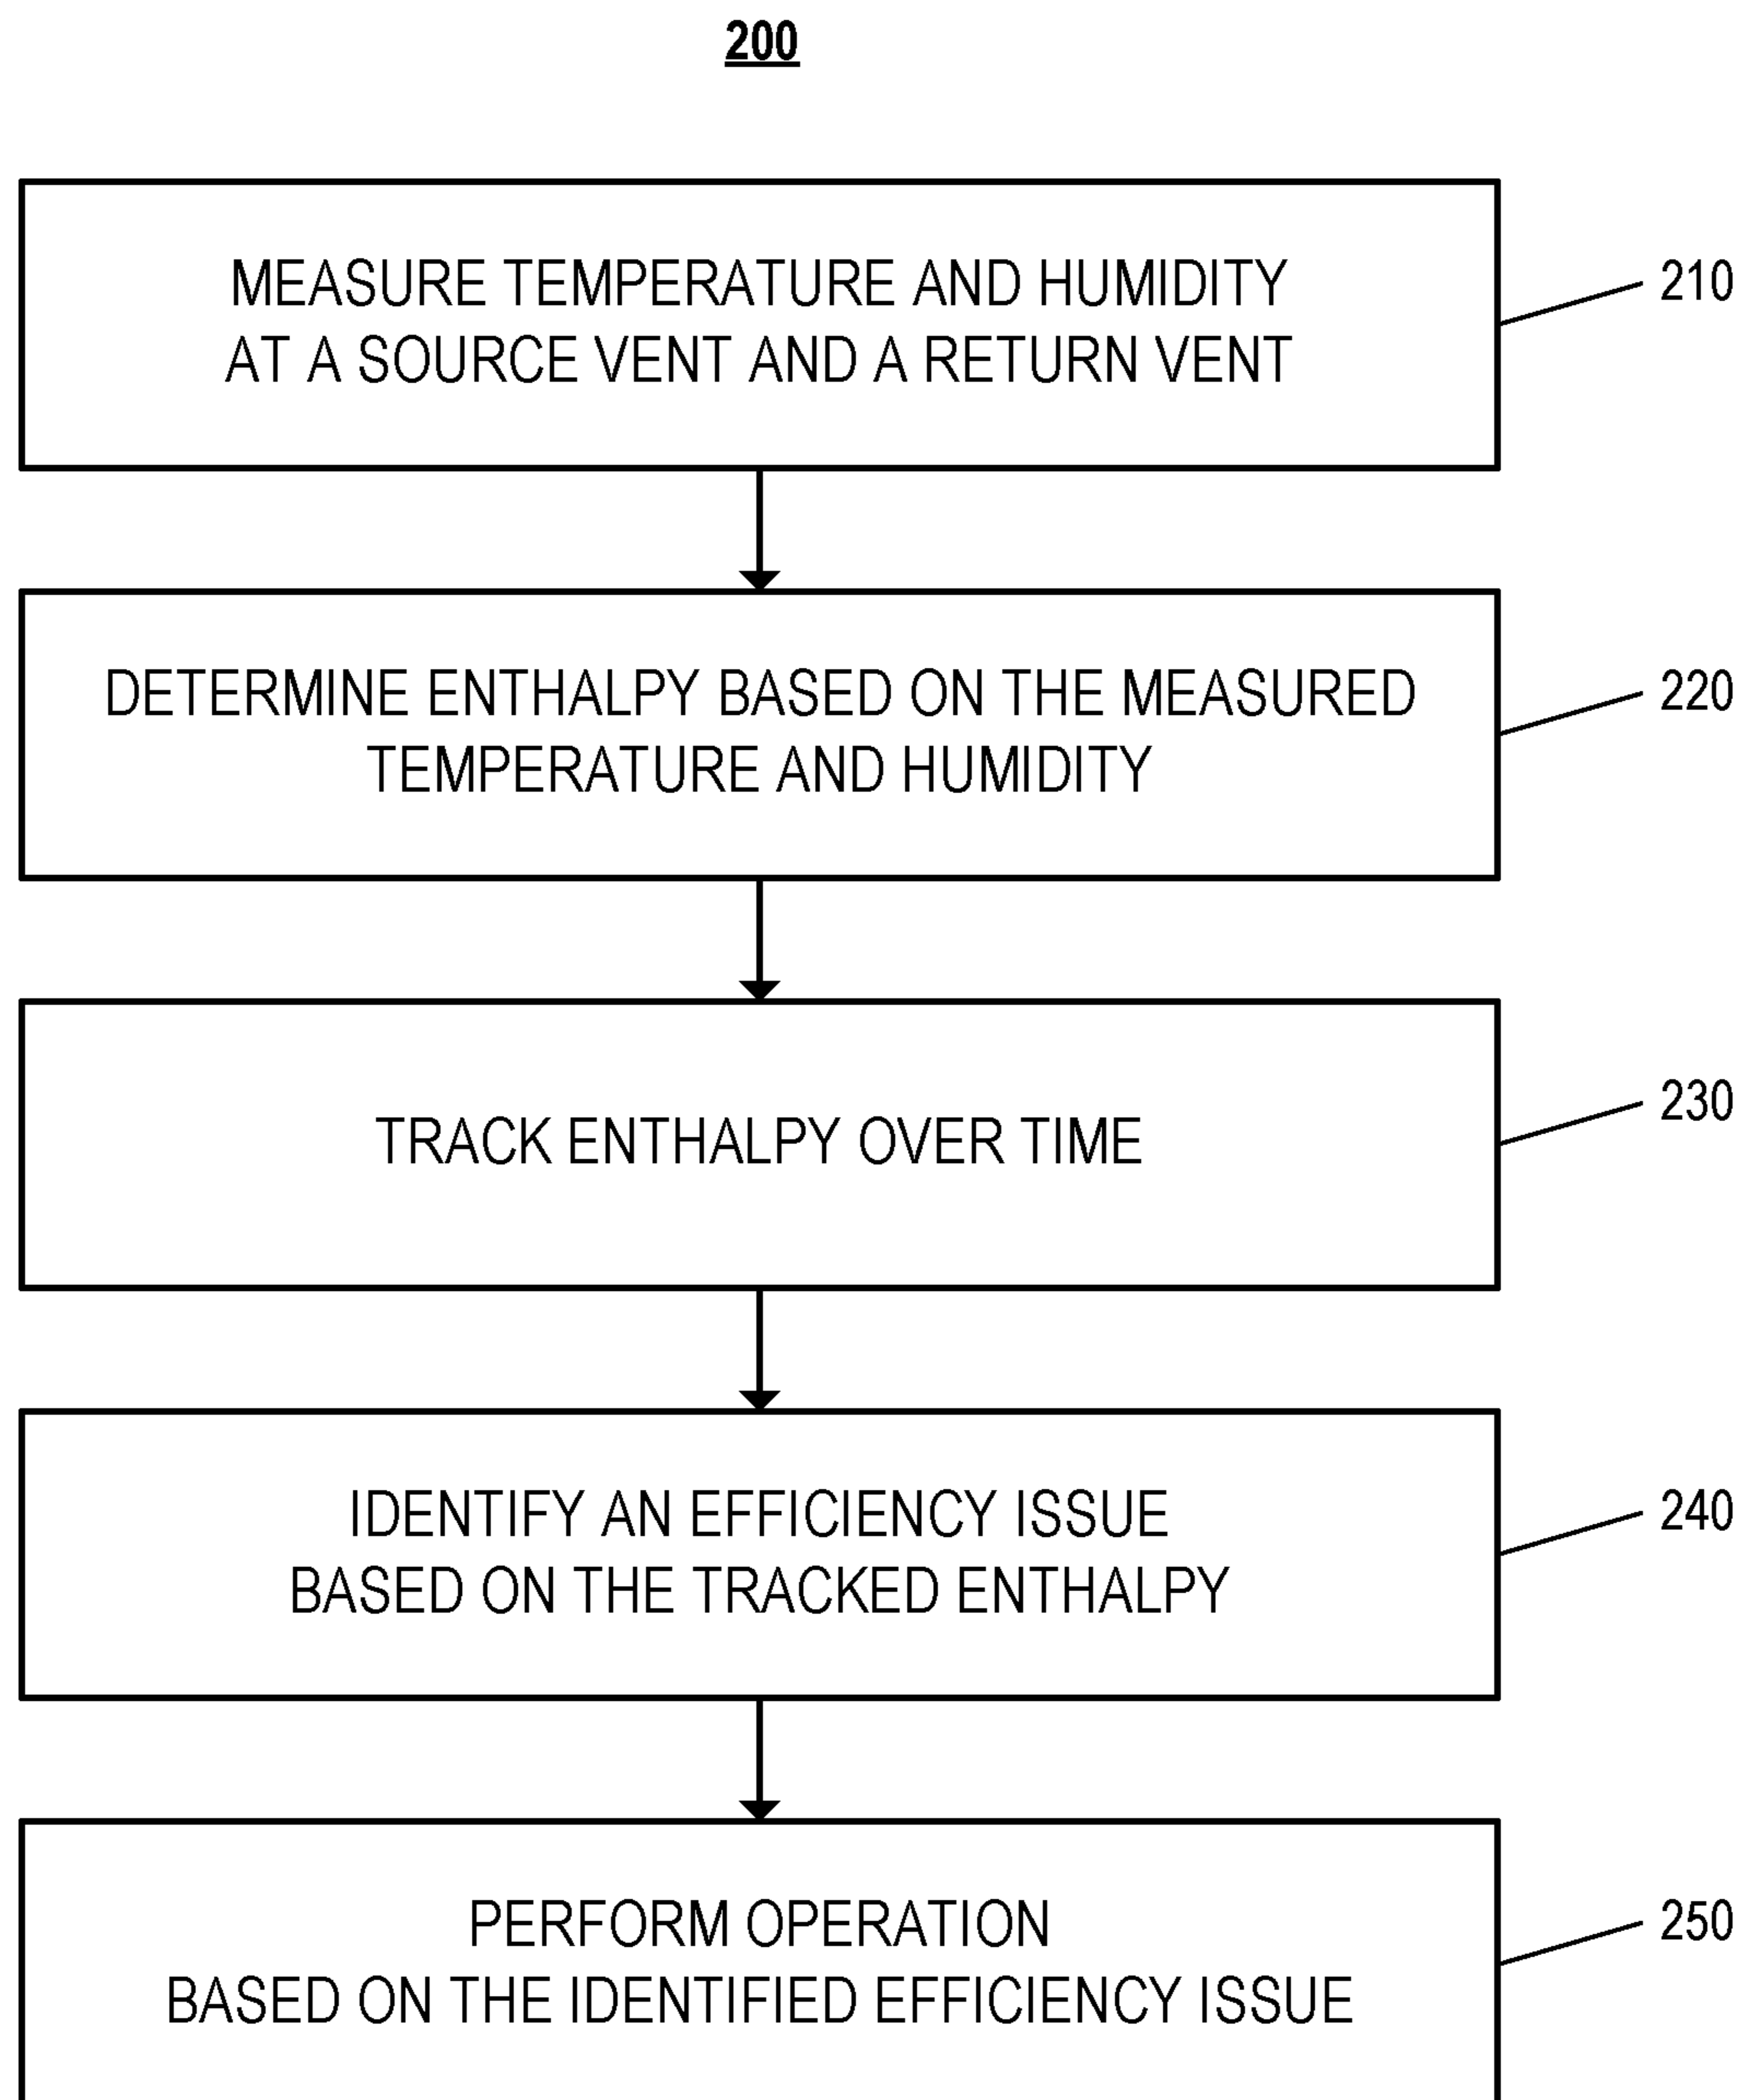 200
MEASURE TEMPERATURE AND HUMIDITY
AT A SOURCE VENT AND A RETURN VENT
210
DETERMINE ENTHALPY BASED ON THE MEASURED
TEMPERATURE AND HUMIDITY
220
TRACK ENTHALPY OVER TIME
230
IDENTIFY AN EFFICIENCY ISSUE
BASED ON THE TRACKED ENTHALPY
240
PERFORM OPERATION
BASED ON THE IDENTIFIED EFFICIENCY ISSUE
250